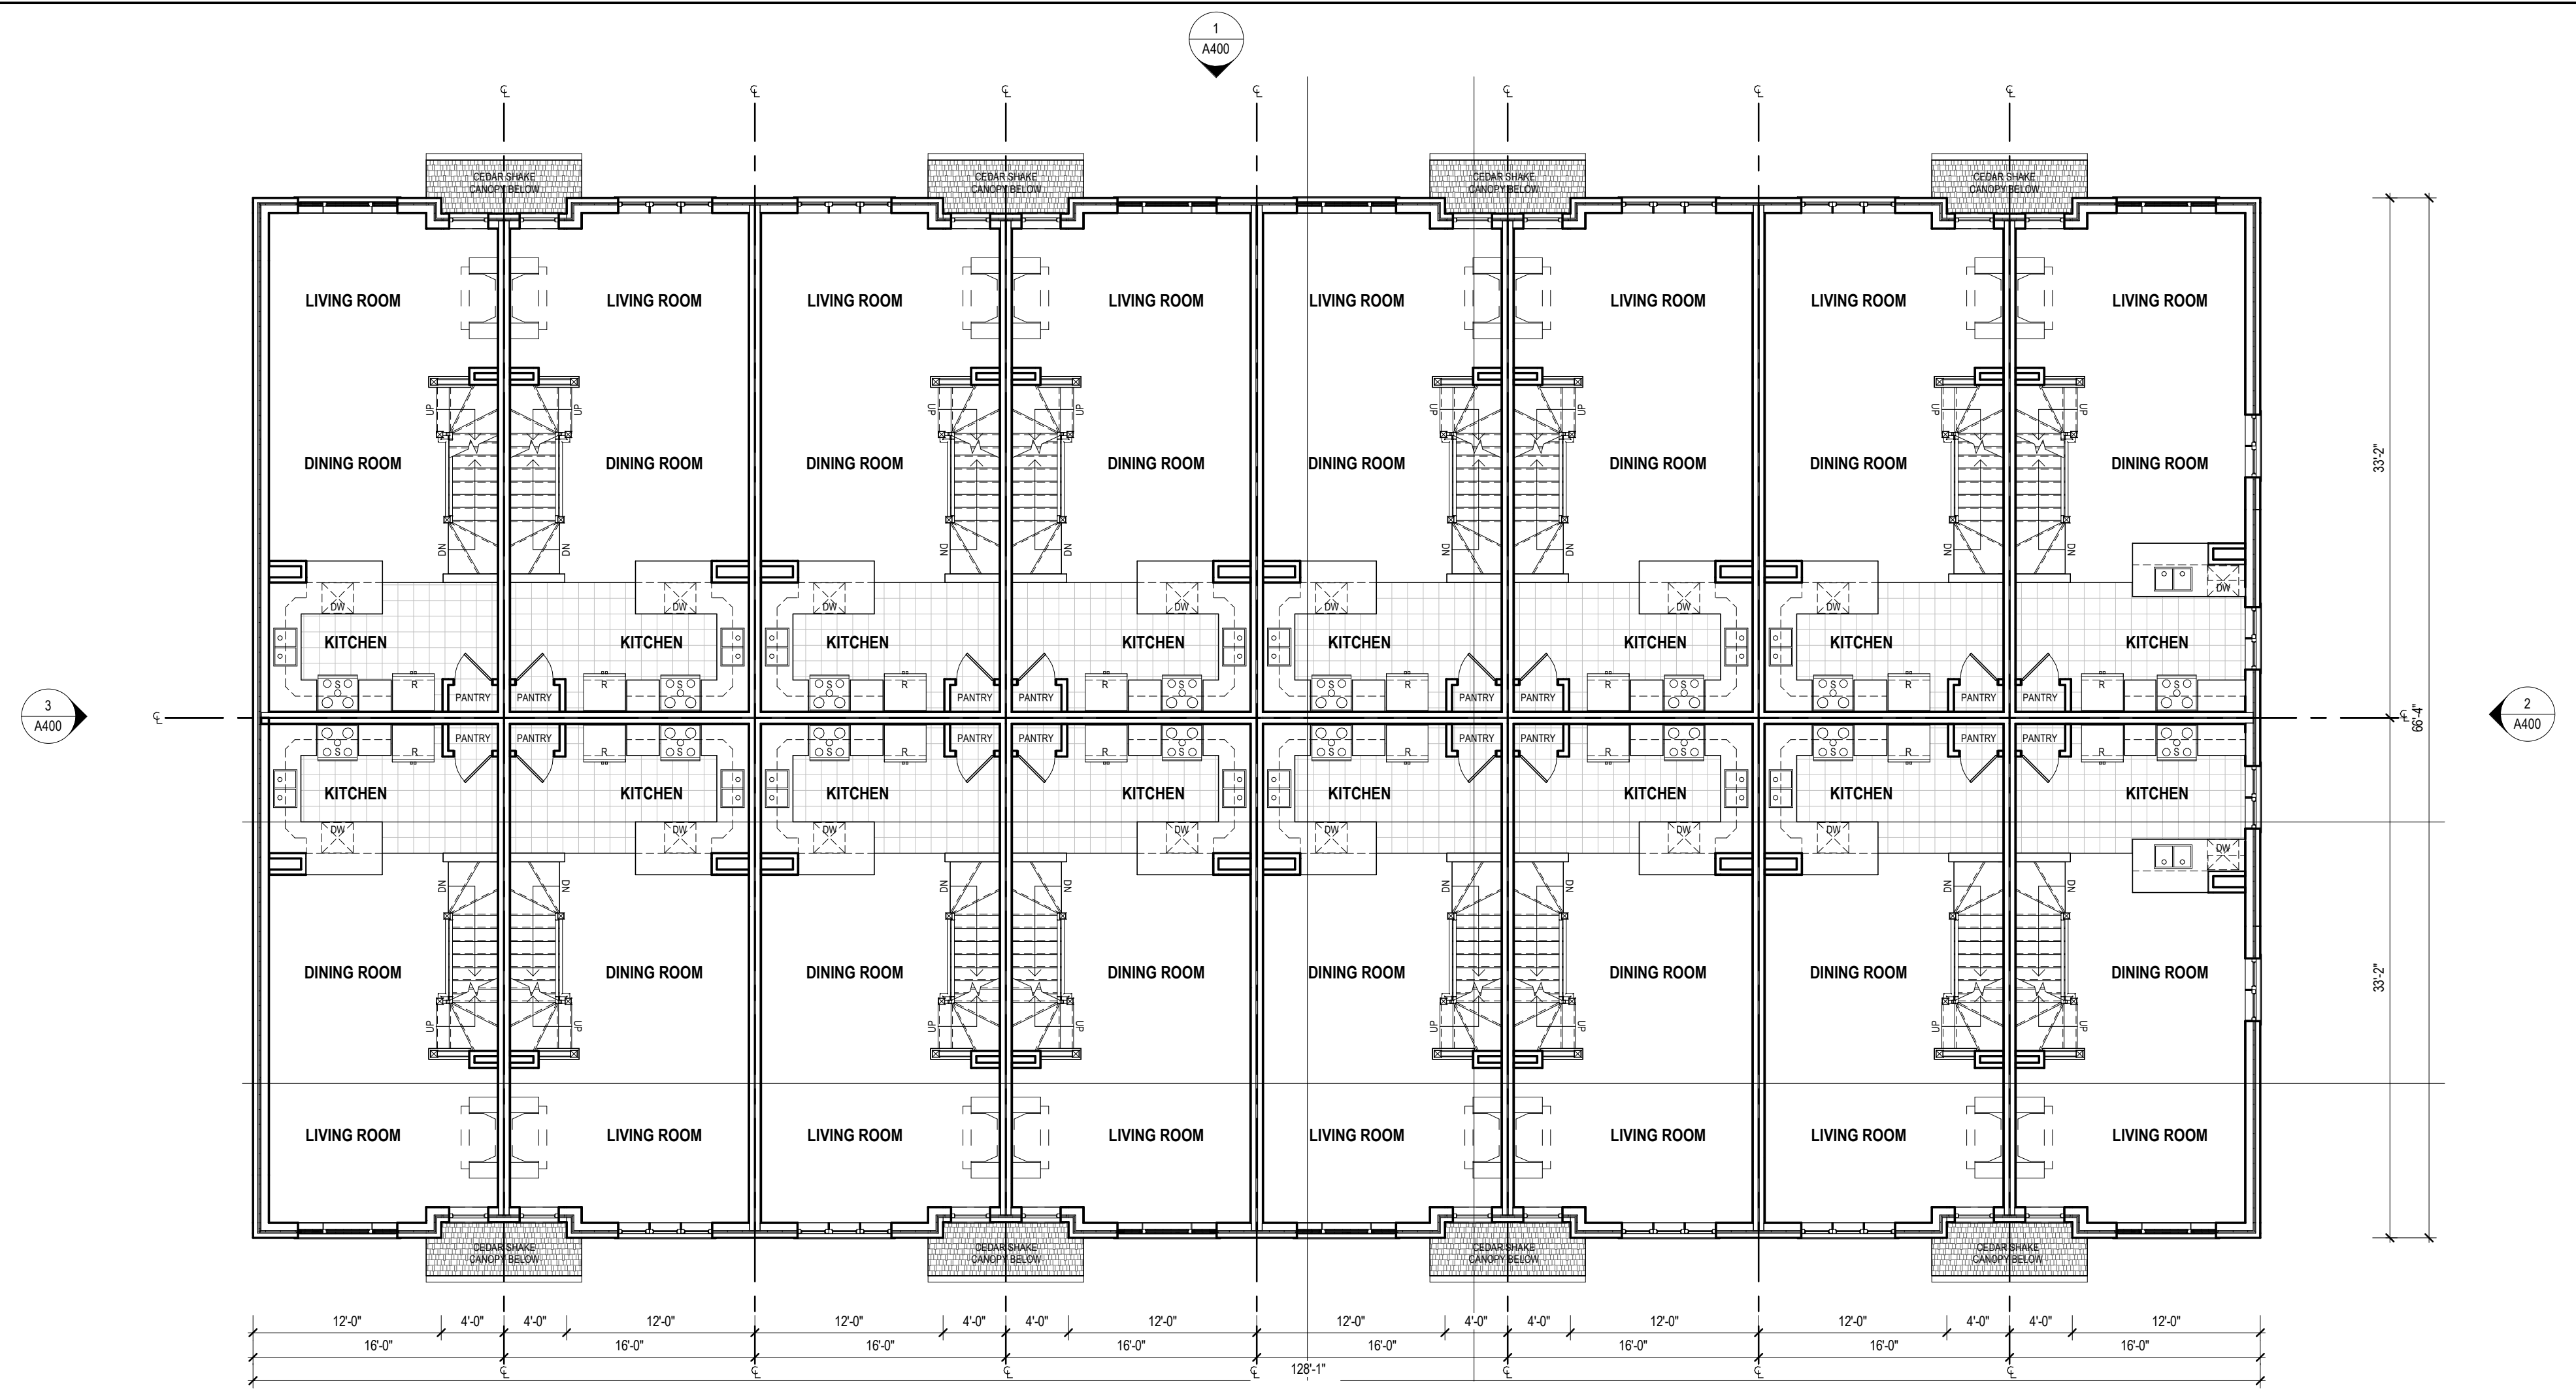 1
A400
℄ ℄ ℄ ℄ ℄ ℄ ℄
CEDAR SHAKE CEDAR SHAKE CEDAR SHAKE CEDAR SHAKE
CANOPY BELOW CANOPY BELOW CANOPY BELOW CANOPY BELOW
LIVING ROOM LIVING ROOM LIVING ROOM LIVING ROOM LIVING ROOM LIVING ROOM LIVING ROOM LIVING ROOM
UP UP UP UP UP UP UP UP
DINING ROOM DINING ROOM DINING ROOM DINING ROOM DINING ROOM DINING ROOM DINING ROOM DINING ROOM
33'-2"
DN DN DN DN DN DN DN DN
DW
DW DW DW DW DW DW DW
KITCHEN KITCHEN KITCHEN KITCHEN KITCHEN KITCHEN KITCHEN KITCHEN
S R R S S R R S S R R S S R R S
PANTRY PANTRY PANTRY PANTRY PANTRY PANTRY PANTRY PANTRY
3
A400
℄ ℄
66'-4"
2
A400
PANTRY PANTRY PANTRY PANTRY PANTRY PANTRY PANTRY PANTRY
S R R S S R R S S R R S S R R S
KITCHEN KITCHEN KITCHEN KITCHEN KITCHEN KITCHEN KITCHEN KITCHEN
DW DW DW DW DW DW DW
DW
DN DN DN DN DN DN DN DN
DINING ROOM DINING ROOM DINING ROOM DINING ROOM DINING ROOM DINING ROOM DINING ROOM DINING ROOM
33'-2"
UP UP UP UP UP UP UP UP
LIVING ROOM LIVING ROOM LIVING ROOM LIVING ROOM LIVING ROOM LIVING ROOM LIVING ROOM LIVING ROOM
CEDAR SHAKE CEDAR SHAKE CEDAR SHAKE CEDAR SHAKE
CANOPY BELOW CANOPY BELOW CANOPY BELOW CANOPY BELOW
12'-0" 4'-0" 4'-0" 12'-0" 12'-0" 4'-0" 4'-0" 12'-0" 12'-0" 4'-0" 4'-0" 12'-0" 12'-0" 4'-0" 4'-0" 12'-0"
16'-0" 16'-0" 16'-0" 16'-0" 16'-0" 16'-0" 16'-0" 16'-0"
℄ ℄ ℄ ℄ 128'-1" ℄ ℄ ℄